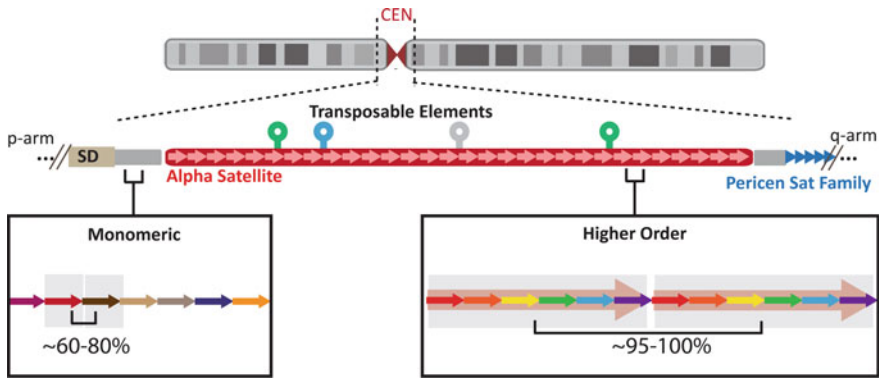 CEN
Transposable Elements
p-arm
q-arm
...
SD
...
Alpha Satellite
Pericen Sat Family
Monomeric
~60-80%
Higher Order
~95-100%